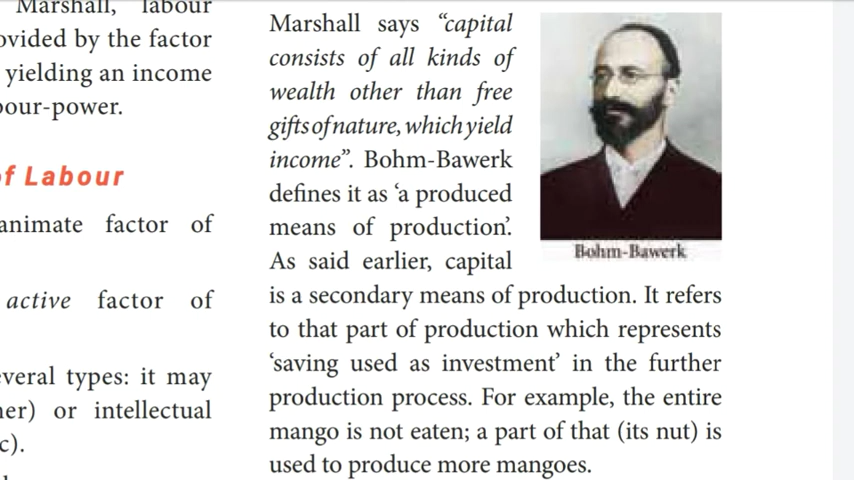 Marshall, labour
ovided by the factor
yielding an income
our-power.
of Labour
animate factor of
active factor of
everal types: it may
ner) or intellectual
c).
Marshall says “capital
consists of all kinds of
wealth other than free
gifts of nature, which yield
income”. Bohm-Bawerk
defines it as ‘a produced
means of production’.
As said earlier, capital
is a secondary means of production. It refers
to that part of production which represents
‘saving used as investment’ in the further
production process. For example, the entire
mango is not eaten; a part of that (its nut) is
used to produce more mangoes.
Bohm-Bawerk